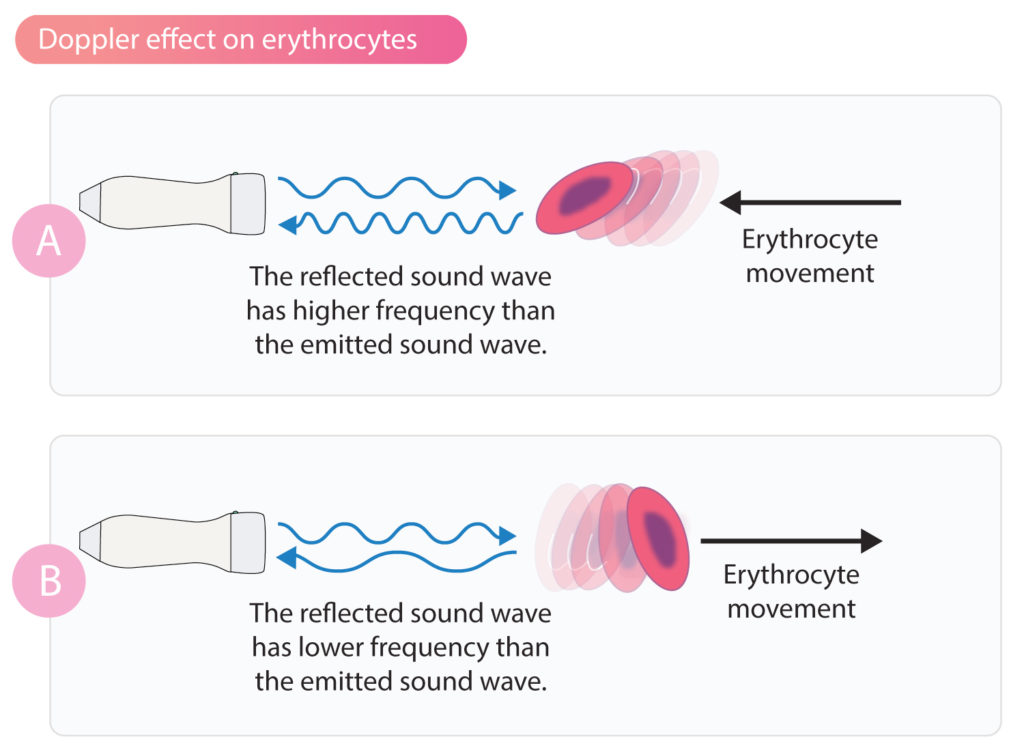 Doppler effect on erythrocytes
A
The reflected sound wave
has higher frequency than
the emitted sound wave.
Erythrocyte
movement
B
The reflected sound wave
has lower frequency than
the emitted sound wave.
Erythrocyte
movement